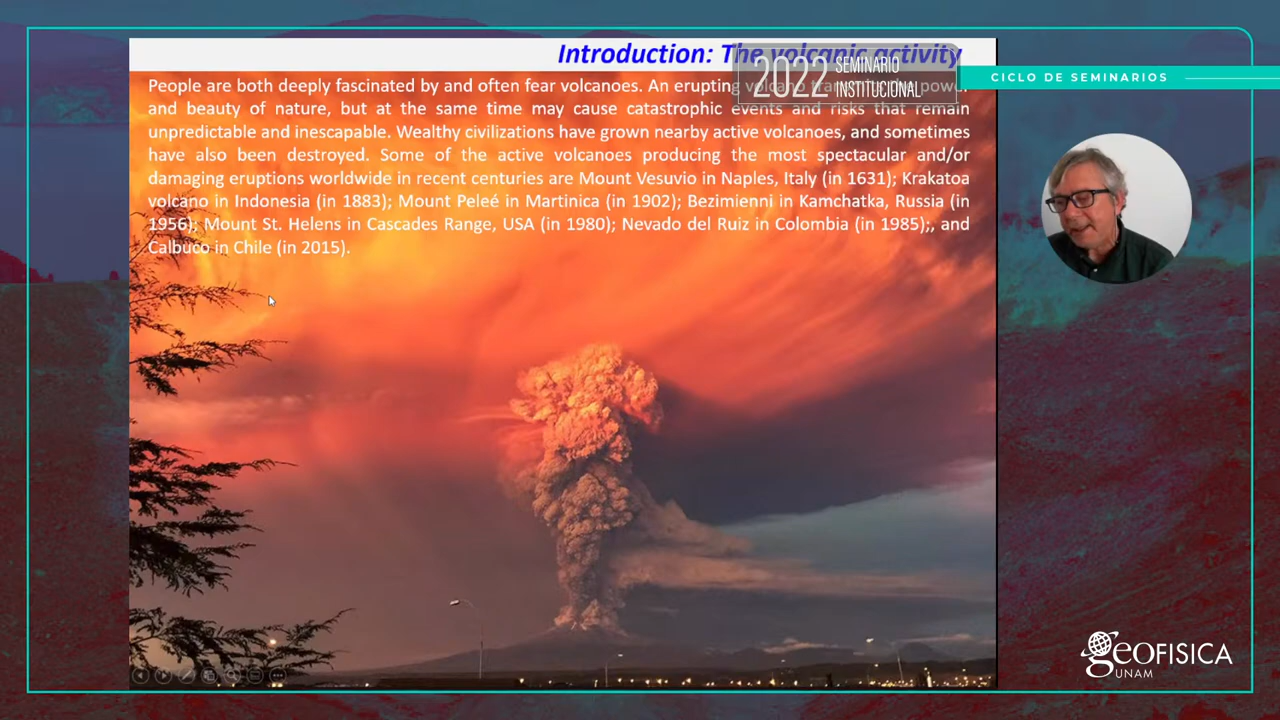 Introduction: The volcanic activity
2022 SEMINARIO
INSTITUCIONAL
CICLO DE SEMINARIOS
People are both deeply fascinated by and often fear volcanoes. An erupting power
and beauty of nature, but at the same time may cause catastrophic events and risks that remain
unpredictable and inescapable. Wealthy civilizations have grown nearby active volcanoes, and sometimes
have also been destroyed. Some of the active volcanoes producing the most spectacular and/or
damaging eruptions worldwide in recent centuries are Mount Vesuvio in Naples, Italy (in 1631); Krakatoa
volcano in Indonesia (in 1883); Mount Peleé in Martinica (in 1902); Bezimienni in Kamchatka, Russia (in
1956); Mount St. Helens in Cascades Range, USA (in 1980); Nevado del Ruiz in Colombia (in 1985);, and
Calbuco in Chile (in 2015).
GEOFISICA
UNAM